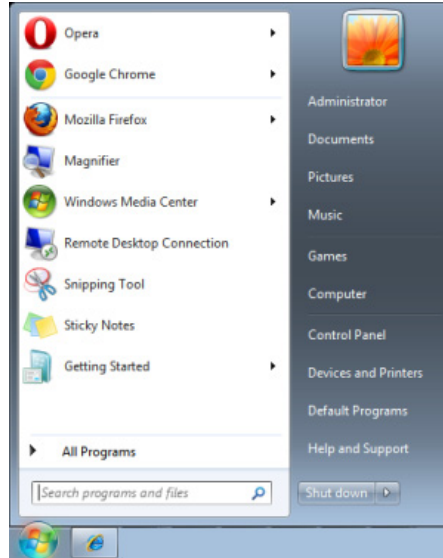 Opera
Google Chrome
Mozilla Firefox
Magnifier
Windows Media Center
Remote Desktop Connection
Snipping Tool
Sticky Notes
Getting Started
All Programs
Search programs and files
Administrator
Documents
Pictures
Music
Games
Computer
Control Panel
Devices and Printers
Default Programs
Help and Support
Shut down